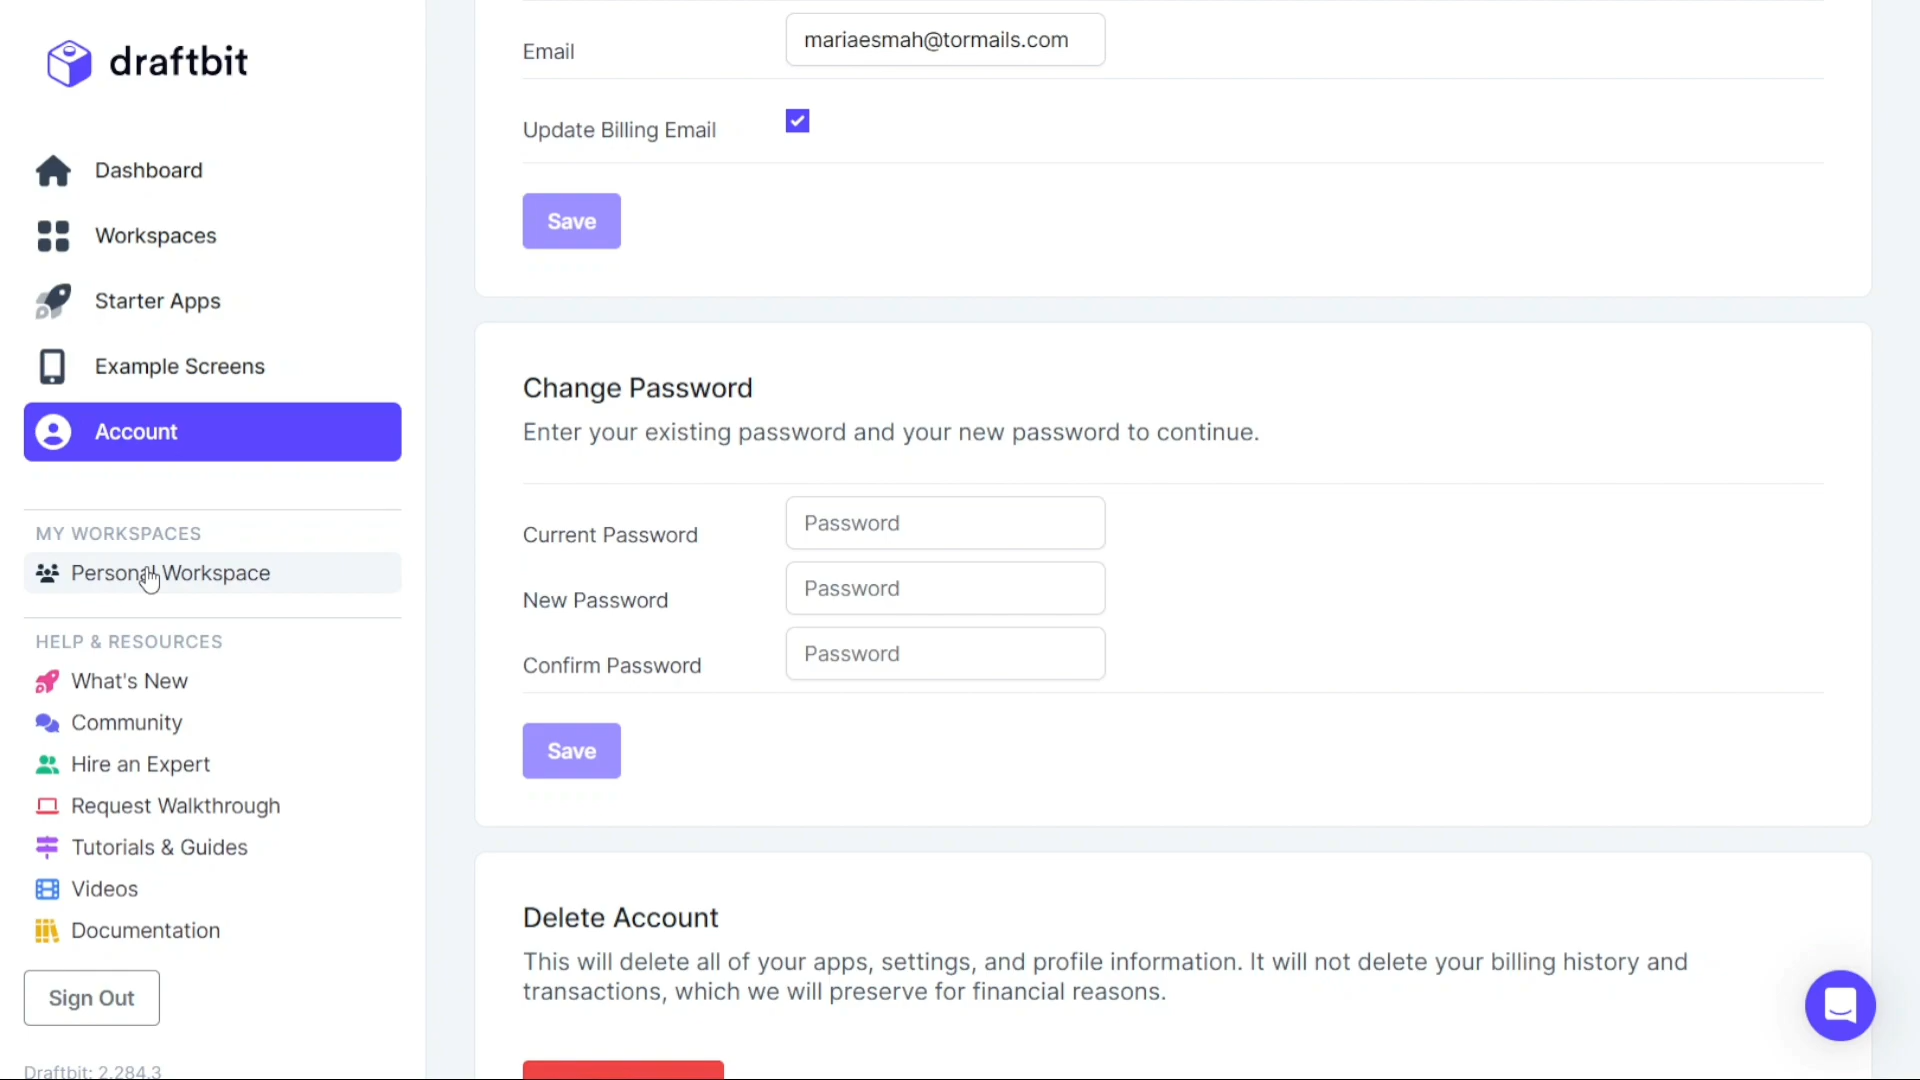 draftbit
Dashboard
Workspaces
Starter Apps
Example Screens
Account
MY WORKSPACES
Personal Workspace
HELP & RESOURCES
What's New
Community
Hire an Expert
Request Walkthrough
Tutorials & Guides
Videos
Documentation
Sign Out
Draftbit: 2.284.3
Email
mariaesmah@tormails.com
Update Billing Email
Save
Change Password
Enter your existing password and your new password to continue.
Current Password
Password
New Password
Password
Confirm Password
Password
Save
Delete Account
This will delete all of your apps, settings, and profile information. It will not delete your billing history and
transactions, which we will preserve for financial reasons.